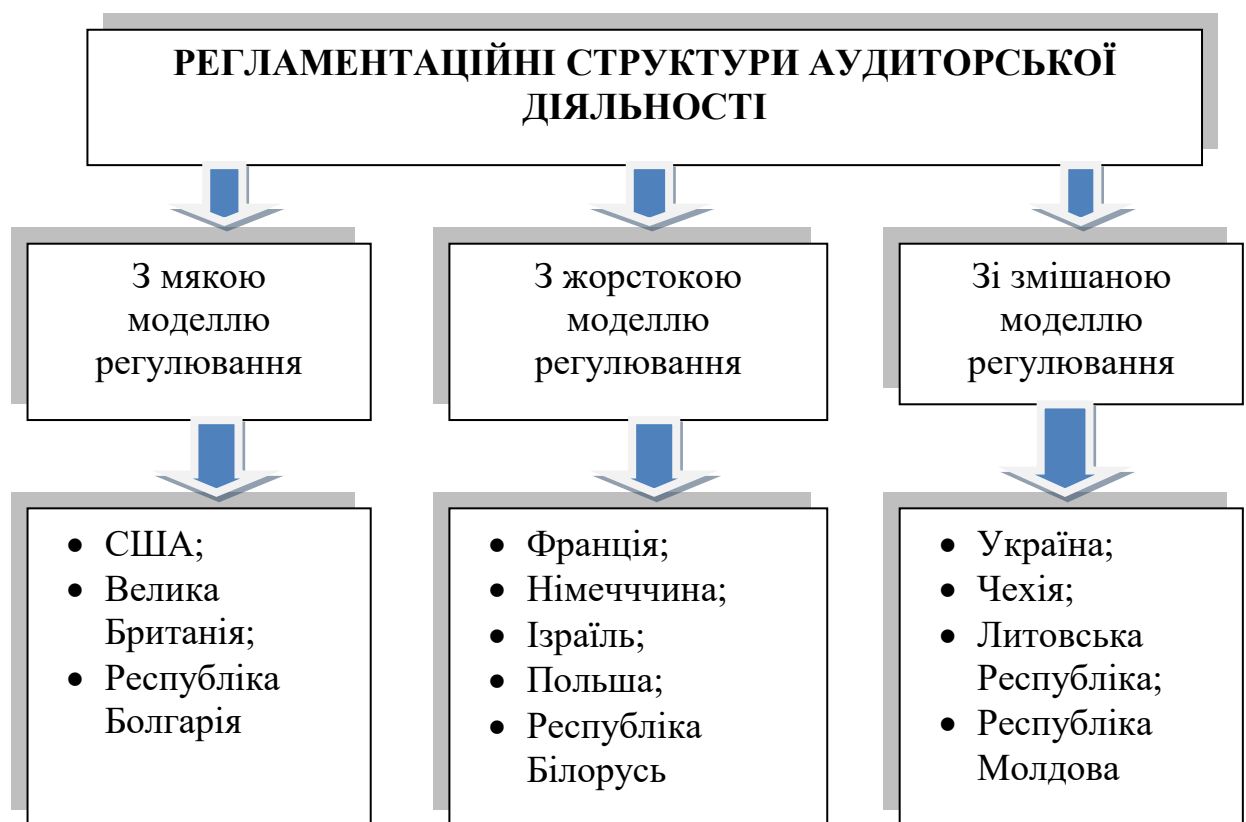 РЕГЛАМЕНТАЦІЙНІ СТРУКТУРИ АУДИТОРСЬКОЇ
ДІЯЛЬНОСТІ
З мякою
моделлю
регулювання
З жорстокою
моделлю
регулювання
Зі змішаною
моделлю
регулювання
• США;
• Велика
Британія;
• Республіка
Болгарія
• Франція;
• Німечччина;
• Ізраїль;
• Польша;
• Республіка
Білорусь
• Україна;
• Чехія;
• Литовська
Республіка;
• Республіка
Молдова